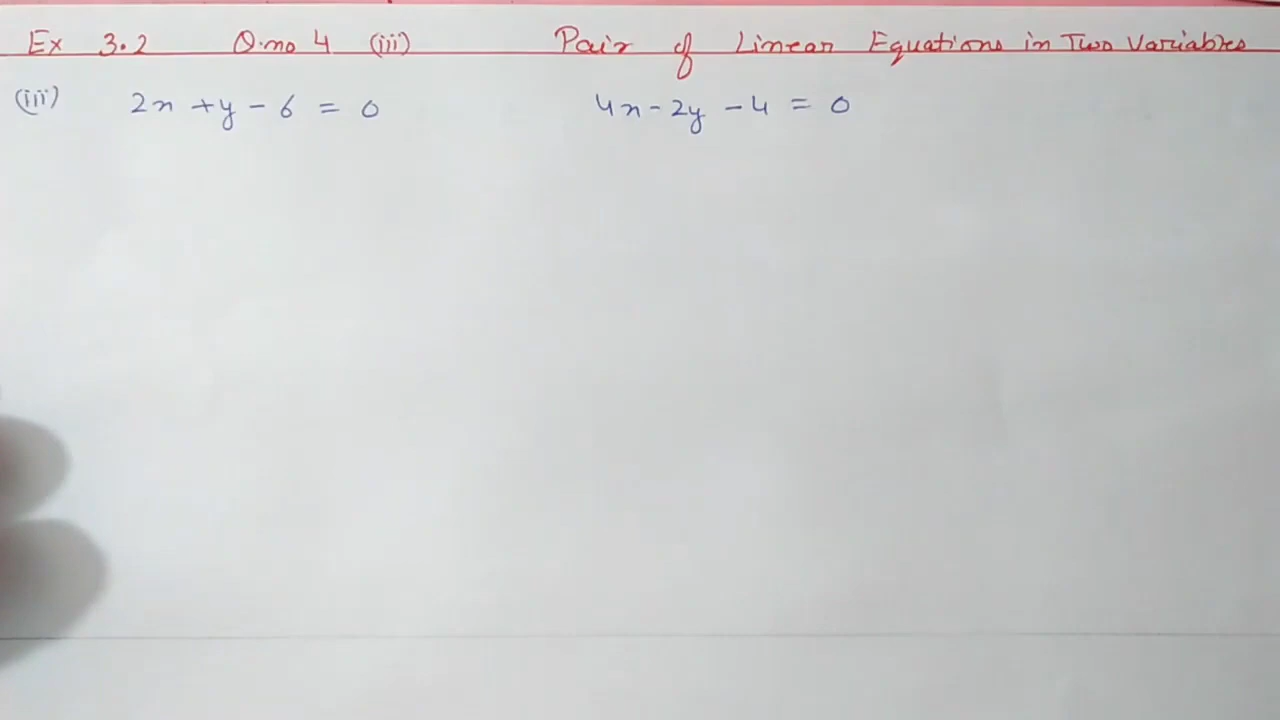 Ex 3.2 Q.no 4 (iii) Pair of Linear Equations in Two Variables
(iii) 2x + y - 6 = 0 4x - 2y - 4 = 0